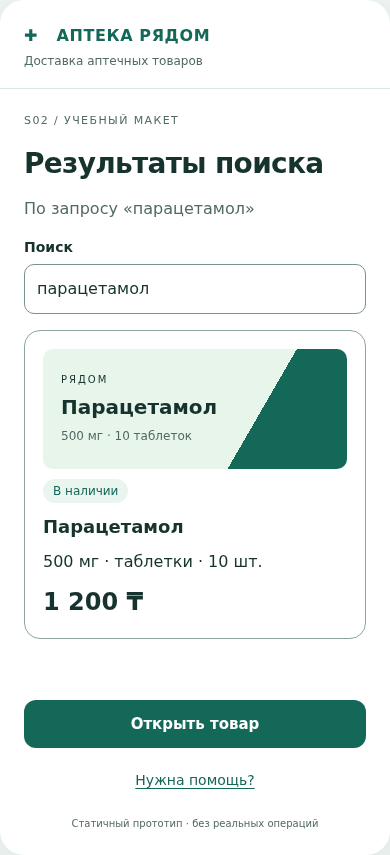 ✚ АПТЕКА РЯДОМ
Доставка аптечных товаров
S02 / УЧЕБНЫЙ МАКЕТ
Результаты поиска
По запросу «парацетамол»
Поиск
парацетамол
РЯДОМ
Парацетамол
500 мг · 10 таблеток
В наличии
Парацетамол
500 мг · таблетки · 10 шт.
1 200 ₸
Открыть товар
Нужна помощь?
Статичный прототип · без реальных операций